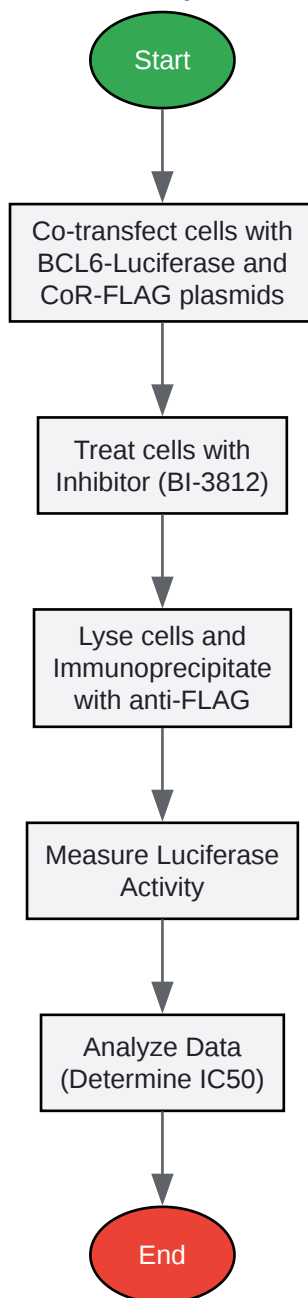 Start
Co-transfect cells with
BCL6-Luciferase and
CoR-FLAG plasmids
Treat cells with
Inhibitor (BI-3812)
Lyse cells and
Immunoprecipitate
with anti-FLAG
Measure Luciferase
Activity
Analyze Data
(Determine IC50)
End